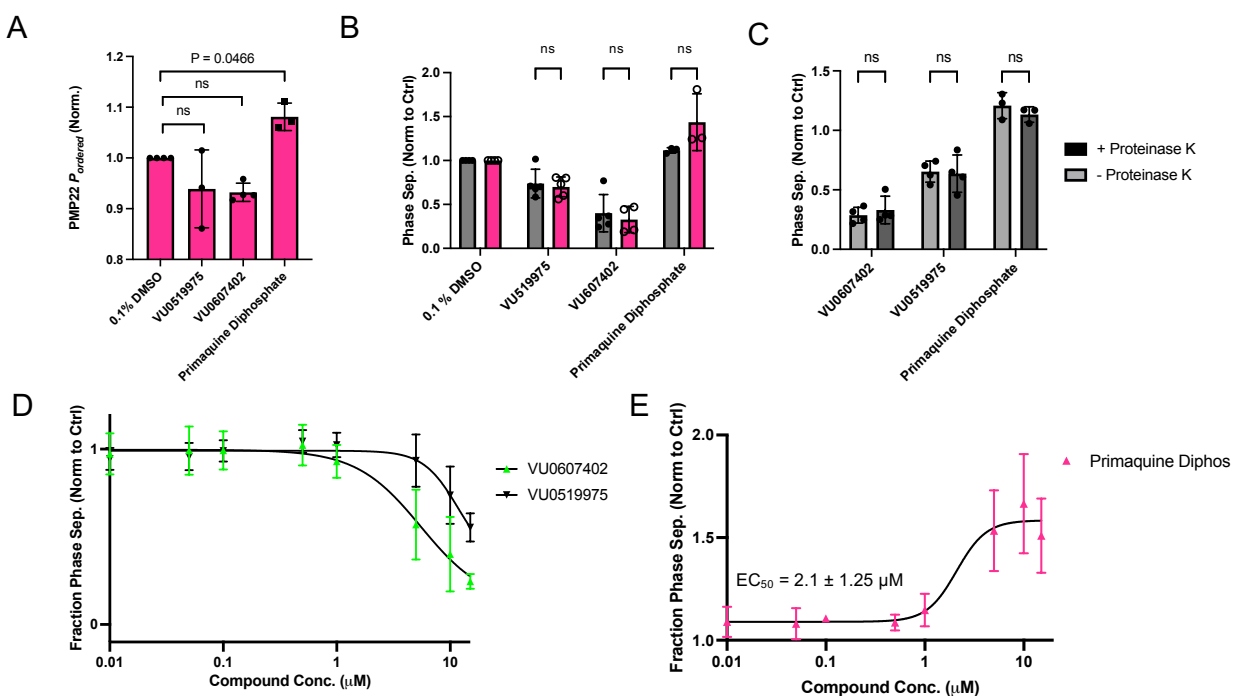 A
PMP22 Pordered (Norm.)
1.2
1.1
1.0
0.9
0.8
P = 0.0466
ns
ns
0.1% DMSO
VU0519975
VU0607402
Primaquine Diphosphate
B
Phase Sep. (Norm to Ctrl)
2.0
1.5
1.0
0.5
0.0
ns
ns
ns
0.1 % DMSO
VU519975
VU607402
Primaquine Diphosphate
C
Phase Sep. (Norm to Ctrl)
1.5
1.0
0.5
0.0
ns
ns
ns
VU0607402
VU0519975
Primaquine Diphosphate
+ Proteinase K
- Proteinase K
D
Fraction Phase Sep. (Norm to Ctrl)
1
0
0.01
0.1
1
10
Compound Conc. (μM)
VU0607402
VU0519975
E
Fraction Phase Sep. (Norm to Ctrl)
2.0
1.5
1.0
EC50 = 2.1 ± 1.25 μM
0.01
0.1
1
10
Compound Conc. (μM)
Primaquine Diphos